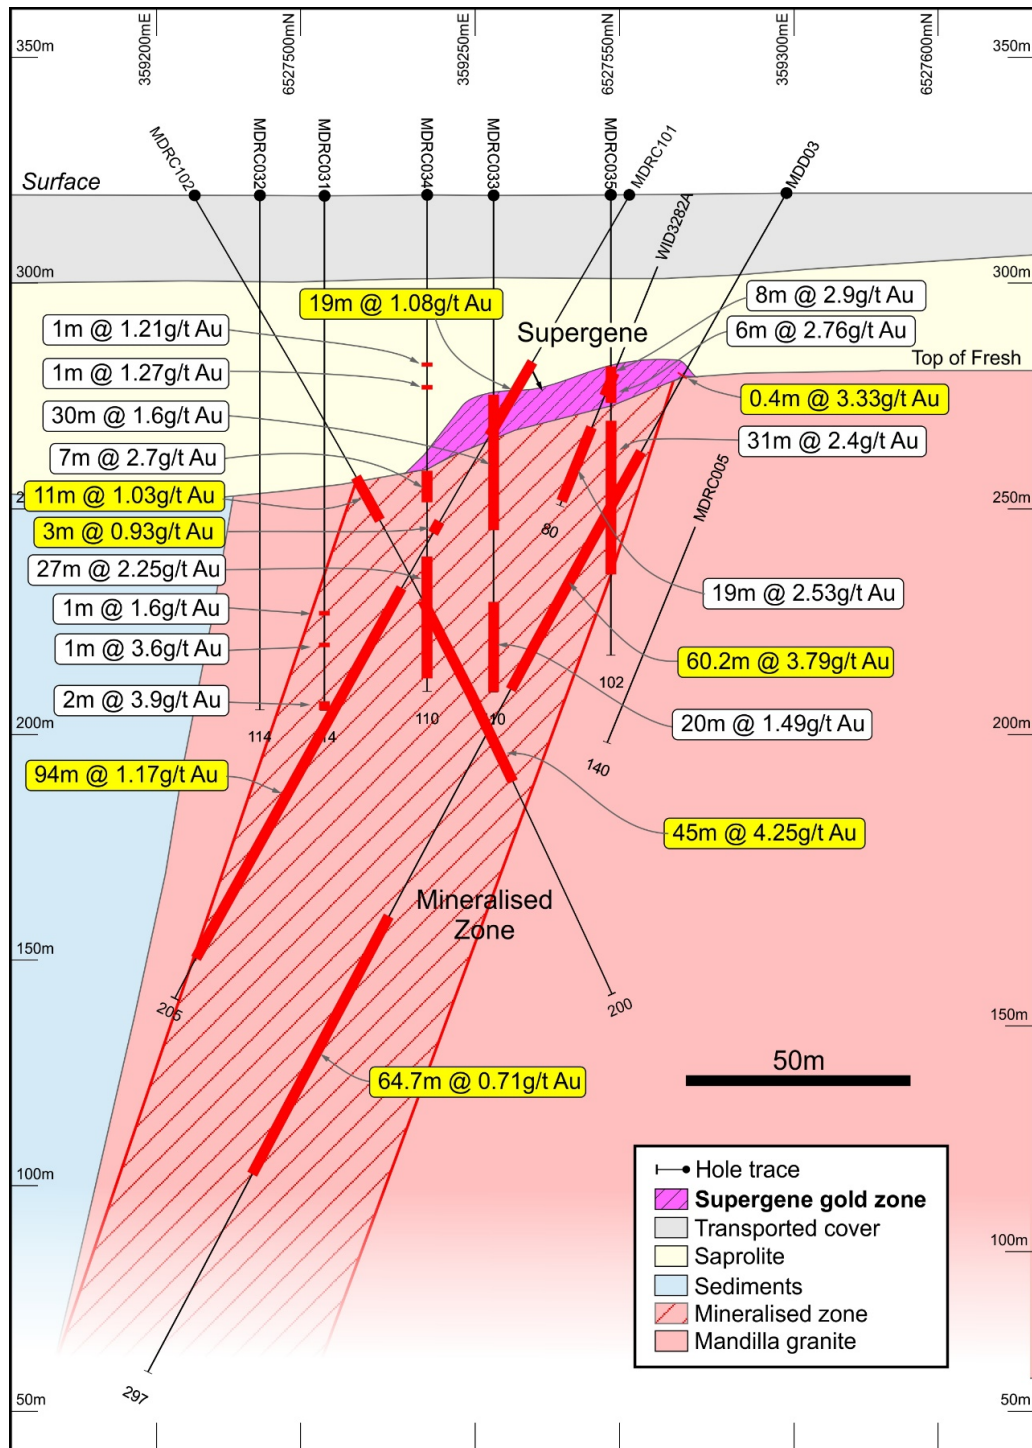 359200mE
6527500mN
359250mE
6527550mN
359300mE
6527600mN
350m
350m
MDRC102
MDRC032
MDRC031
MDRC034
MDRC033
MDRC035
MDRC101
MDD03
Surface
WID3282A
300m
300m
19m @ 1.08g/t Au
8m @ 2.9g/t Au
1m @ 1.21g/t Au
Supergene
6m @ 2.76g/t Au
Top of Fresh
1m @ 1.27g/t Au
0.4m @ 3.33g/t Au
30m @ 1.6g/t Au
31m @ 2.4g/t Au
7m @ 2.7g/t Au
MDRC005
11m @ 1.03g/t Au
250m
3m @ 0.93g/t Au
80
27m @ 2.25g/t Au
19m @ 2.53g/t Au
1m @ 1.6g/t Au
1m @ 3.6g/t Au
60.2m @ 3.79g/t Au
102
2m @ 3.9g/t Au
110
20m @ 1.49g/t Au
200m
200m
114
140
94m @ 1.17g/t Au
45m @ 4.25g/t Au
Mineralised
Zone
150m
205
200
150m
50m
64.7m @ 0.71g/t Au
Hole trace
100m
Supergene gold zone
Transported cover
Saprolite
100m
Sediments
Mineralised zone
Mandilla granite
297
50m
50m